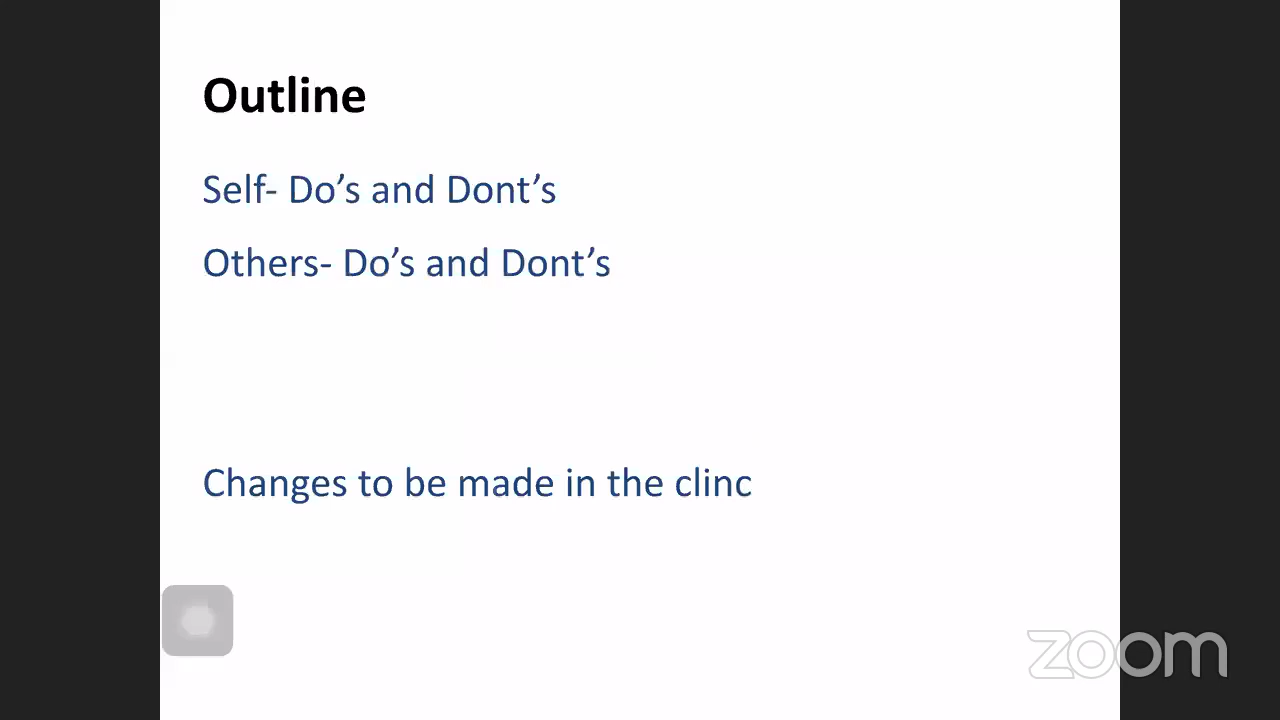 Outline
Self- Do’s and Dont’s
Others- Do’s and Dont’s
Changes to be made in the clinc
zoom